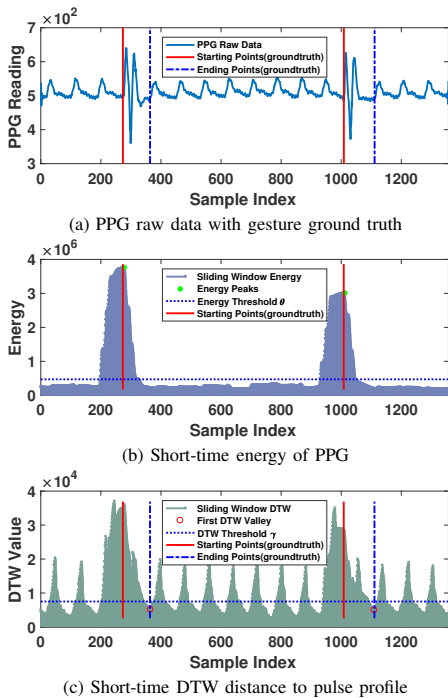 7 ×10²
PPG Reading
6
5
4
3
PPG Raw Data
Starting Points(groundtruth)
Ending Points(groundtruth)
0 200 400 600 800 1000 1200
Sample Index
(a) PPG raw data with gesture ground truth
4 ×10⁶
Energy
3
2
1
0
Sliding Window Energy
Energy Peaks
Energy Threshold θ
Starting Points(groundtruth)
0 200 400 600 800 1000 1200
Sample Index
(b) Short-time energy of PPG
4 ×10⁴
DTW Value
3
2
1
0
Sliding Window DTW
First DTW Valley
DTW Threshold γ
Starting Points(groundtruth)
Ending Points(groundtruth)
0 200 400 600 800 1000 1200
Sample Index
(c) Short-time DTW distance to pulse profile